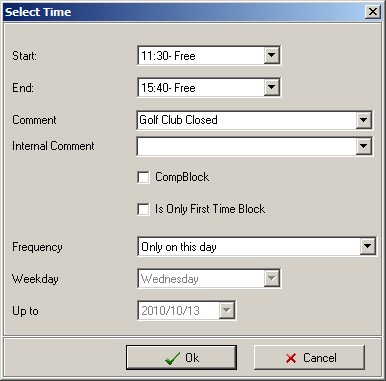 Select Time
Start: 11:30- Free
End: 15:40- Free
Comment Golf Club Closed
Internal Comment
CompBlock
Is Only First Time Block
Frequency Only on this day
Weekday Wednesday
Up to 2010/10/13
Ok Cancel